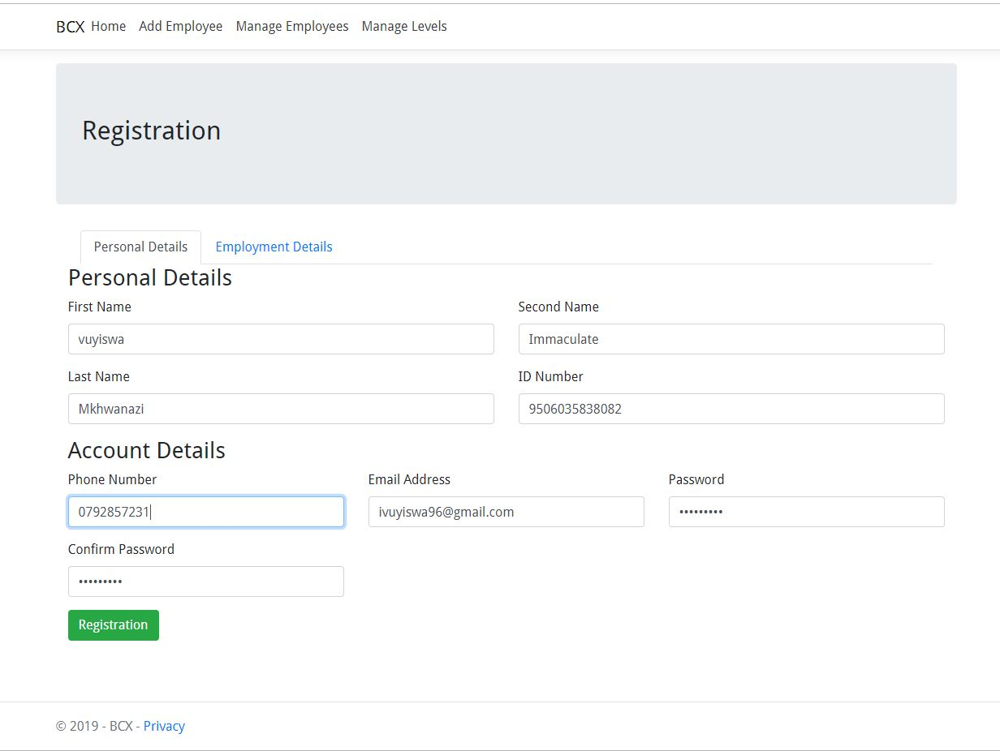 BCX Home Add Employee Manage Employees Manage Levels
Registration
Personal Details Employment Details
Personal Details
First Name Second Name
vuyiswa Immaculate
Last Name ID Number
Mkhwanazi 9506035838082
Account Details
Phone Number Email Address Password
0792857231 ivuyiswa96@gmail.com •••••••••
Confirm Password
•••••••••
Registration
© 2019 - BCX - Privacy